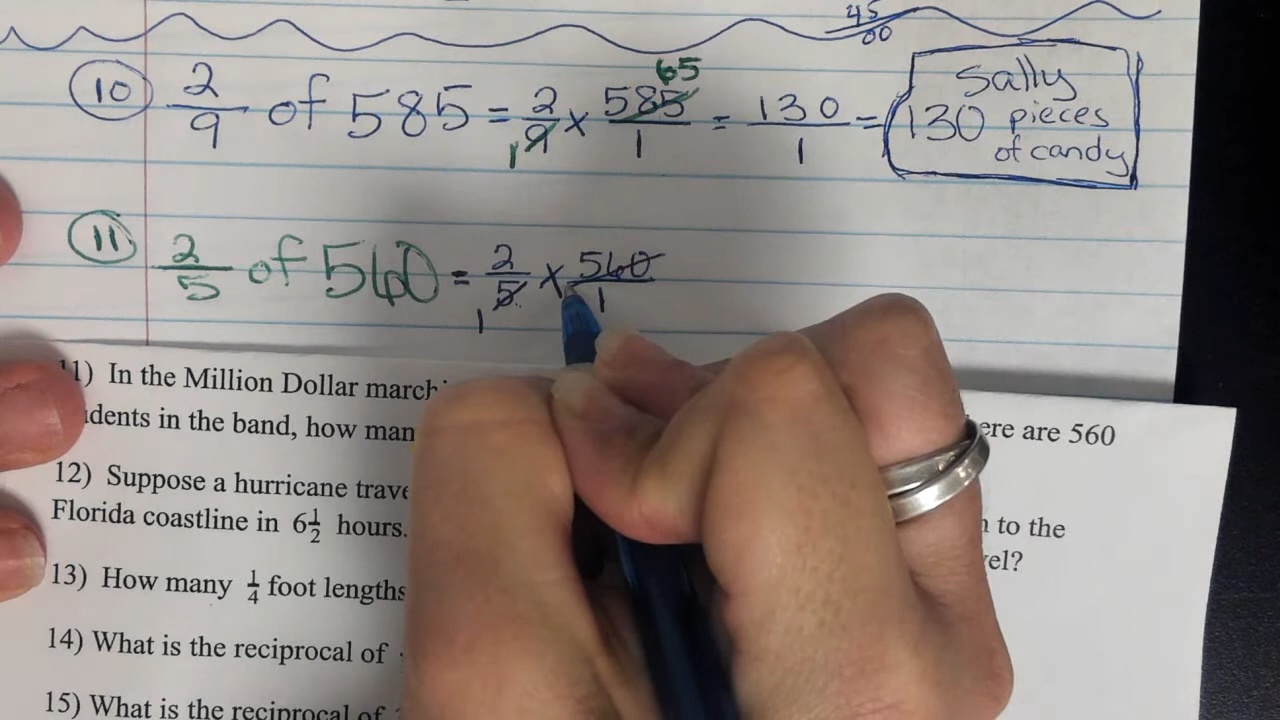 45
00
10 2/9 of 585 = 2/9 x 585/1 = 130/1 = Sally 130 pieces of candy
65
1
11 2/5 of 560 = 2/5 x 560/1
1
11) In the Million Dollar march ere are 560
dents in the band, how man
12) Suppose a hurricane trave to the
Florida coastline in 6 1/2 hours. el?
13) How many 1/4 foot lengths
14) What is the reciprocal of
15) What is the reciprocal of